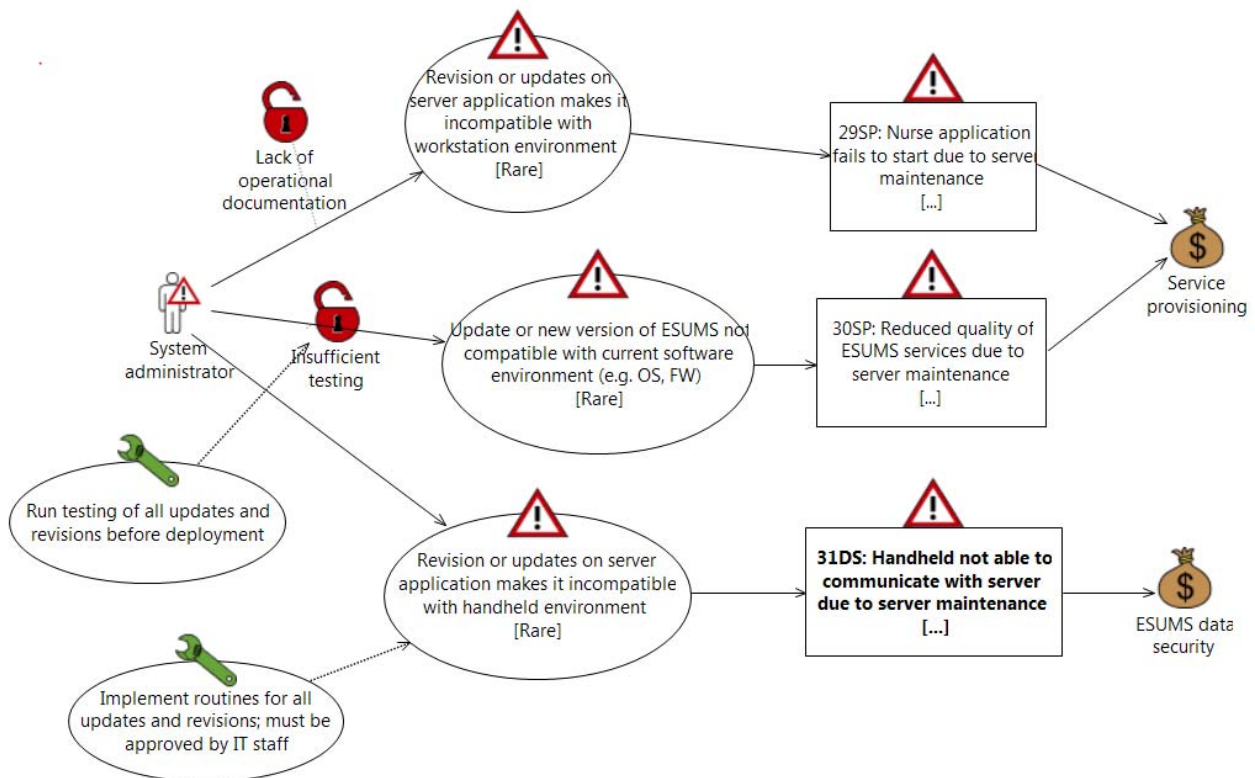 Revision or updates on
server application makes it
incompatible with
workstation environment
[Rare]
29SP: Nurse application
fails to start due to server
maintenance
[...]
Lack of
operational
documentation
Service
provisioning
System
administrator
Insufficient
testing
Update or new version of ESUMS not
compatible with current software
environment (e.g. OS, FW)
[Rare]
30SP: Reduced quality of
ESUMS services due to
server maintenance
[...]
Run testing of all updates and
revisions before deployment
Revision or updates on server
application makes it incompatible
with handheld environment
[Rare]
31DS: Handheld not able to
communicate with server
due to server maintenance
[...]
ESUMS data
security
Implement routines for all
updates and revisions; must be
approved by IT staff